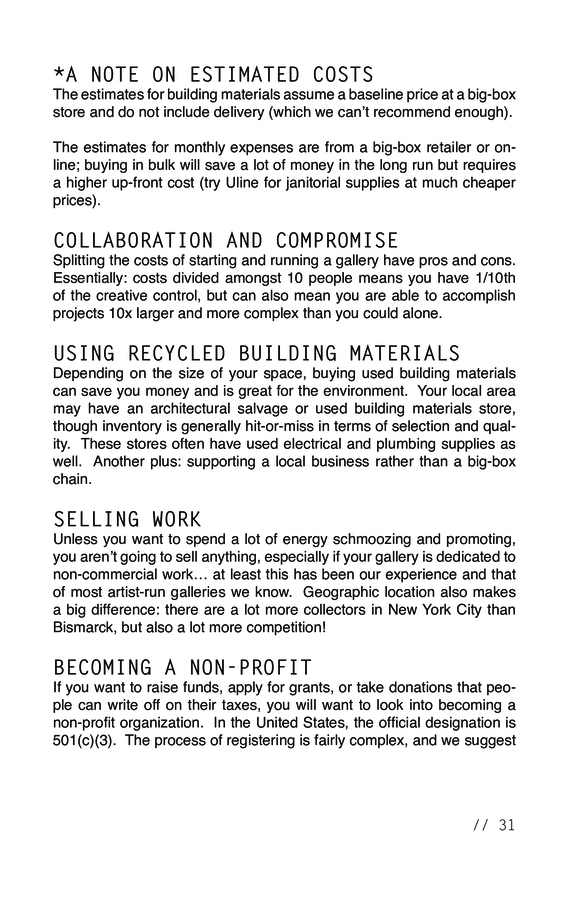 *A NOTE ON ESTIMATED COSTS
The estimates for building materials assume a baseline price at a big-box
store and do not include delivery (which we can’t recommend enough).
The estimates for monthly expenses are from a big-box retailer or on-
line; buying in bulk will save a lot of money in the long run but requires
a higher up-front cost (try Uline for janitorial supplies at much cheaper
prices).
COLLABORATION AND COMPROMISE
Splitting the costs of starting and running a gallery have pros and cons.
Essentially: costs divided amongst 10 people means you have 1/10th
of the creative control, but can also mean you are able to accomplish
projects 10x larger and more complex than you could alone.
USING RECYCLED BUILDING MATERIALS
Depending on the size of your space, buying used building materials
can save you money and is great for the environment.  Your local area
may have an architectural salvage or used building materials store,
though inventory is generally hit-or-miss in terms of selection and qual-
ity.  These stores often have used electrical and plumbing supplies as
well.  Another plus: supporting a local business rather than a big-box
chain.
SELLING WORK
Unless you want to spend a lot of energy schmoozing and promoting,
you aren’t going to sell anything, especially if your gallery is dedicated to
non-commercial work… at least this has been our experience and that
of most artist-run galleries we know.  Geographic location also makes
a big difference: there are a lot more collectors in New York City than
Bismarck, but also a lot more competition!
BECOMING A NON-PROFIT
If you want to raise funds, apply for grants, or take donations that peo-
ple can write off on their taxes, you will want to look into becoming a
non-profit organization.  In the United States, the official designation is
501(c)(3).  The process of registering is fairly complex, and we suggest
// 31